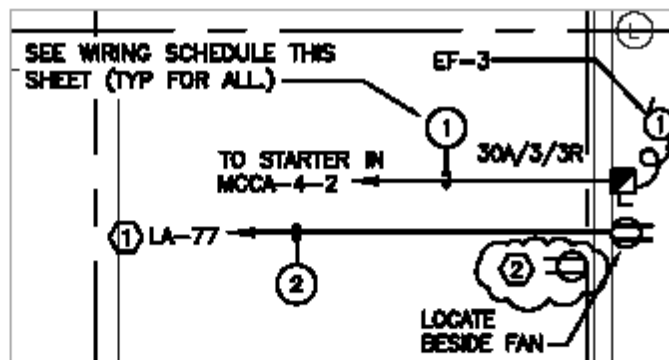 L
SEE WIRING SCHEDULE THIS
SHEET (TYP FOR ALL.)
EF-3
1
1
TO STARTER IN
MCCA-4-2
30A/3/3R
1 LA-77
2
2
LOCATE
BESIDE FAN